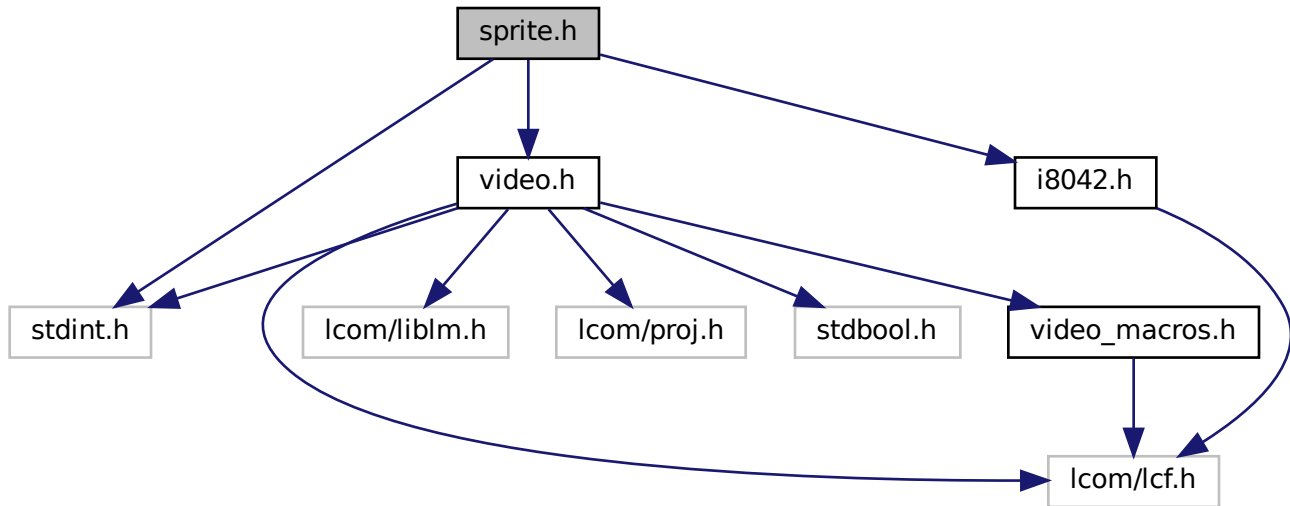 sprite.h
video.h
i8042.h
stdint.h
lcom/liblm.h
lcom/proj.h
stdbool.h
video_macros.h
lcom/lcf.h